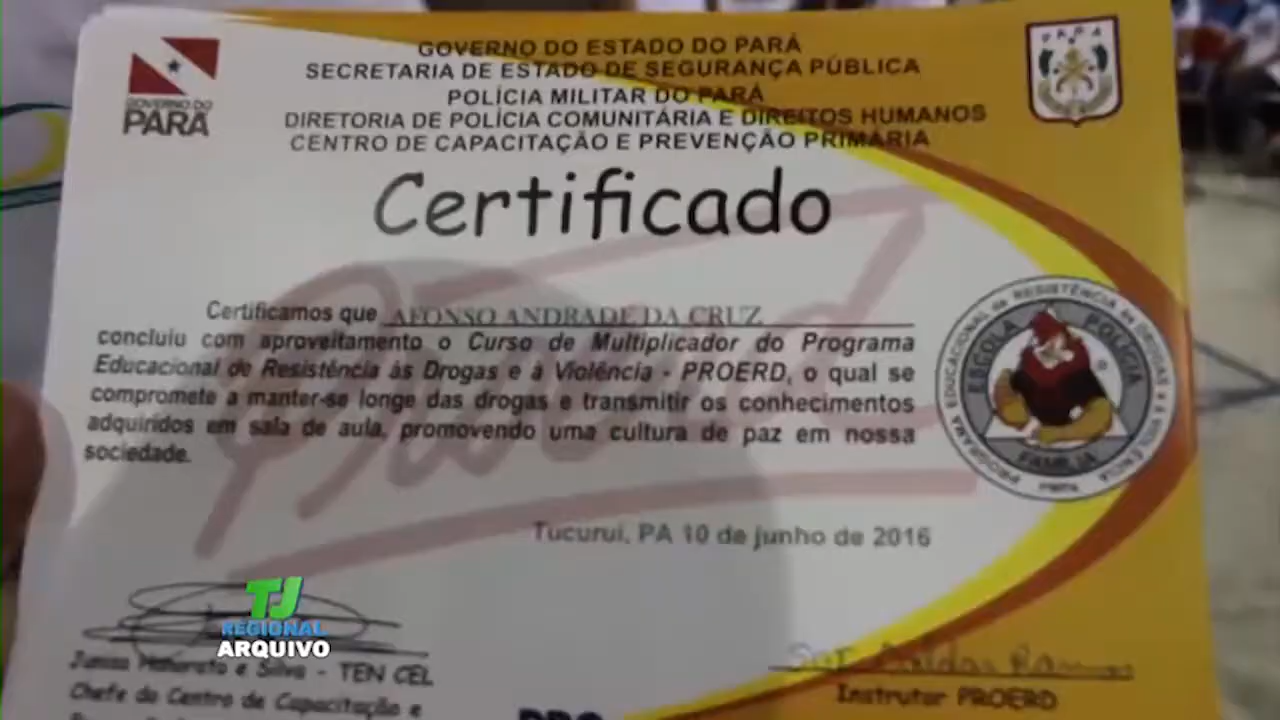 GOVERNO DO ESTADO DO PARÁ
SECRETARIA DE ESTADO DE SEGURANÇA PÚBLICA
POLÍCIA MILITAR DO PARÁ
DIRETORIA DE POLÍCIA COMUNITÁRIA E DIREITOS HUMANOS
CENTRO DE CAPACITAÇÃO E PREVENÇÃO PRIMÁRIA
GOVERNO DO
PARÁ
Certificado
Certificamos que AFONSO ANDRADE DA CRUZ
concluiu com aproveitamento o Curso de Multiplicador do Programa
Educacional de Resistência às Drogas e à Violência - PROERD, o qual se
compromete a manter-se longe das drogas e transmitir os conhecimentos
adquiridos em sala de aula, promovendo uma cultura de paz em nossa
sociedade.
ESCOLA POLÍCIA
FAMÍLIA
Tucuruí, PA 10 de junho de 2016
e Silva - TEN CEL
Chefe do Centro de Capacitação e
Instrutor PROERD
TJ
REGIONAL
ARQUIVO